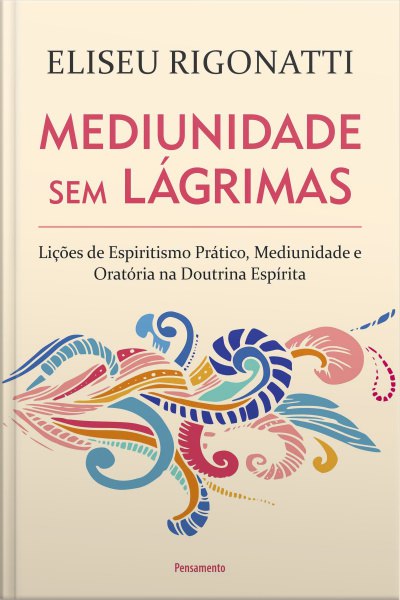 ELISEU RIGONATTI
MEDIUNIDADE
SEM LÁGRIMAS
Lições de Espiritismo Prático, Mediunidade e
Oratória na Doutrina Espírita
Pensamento